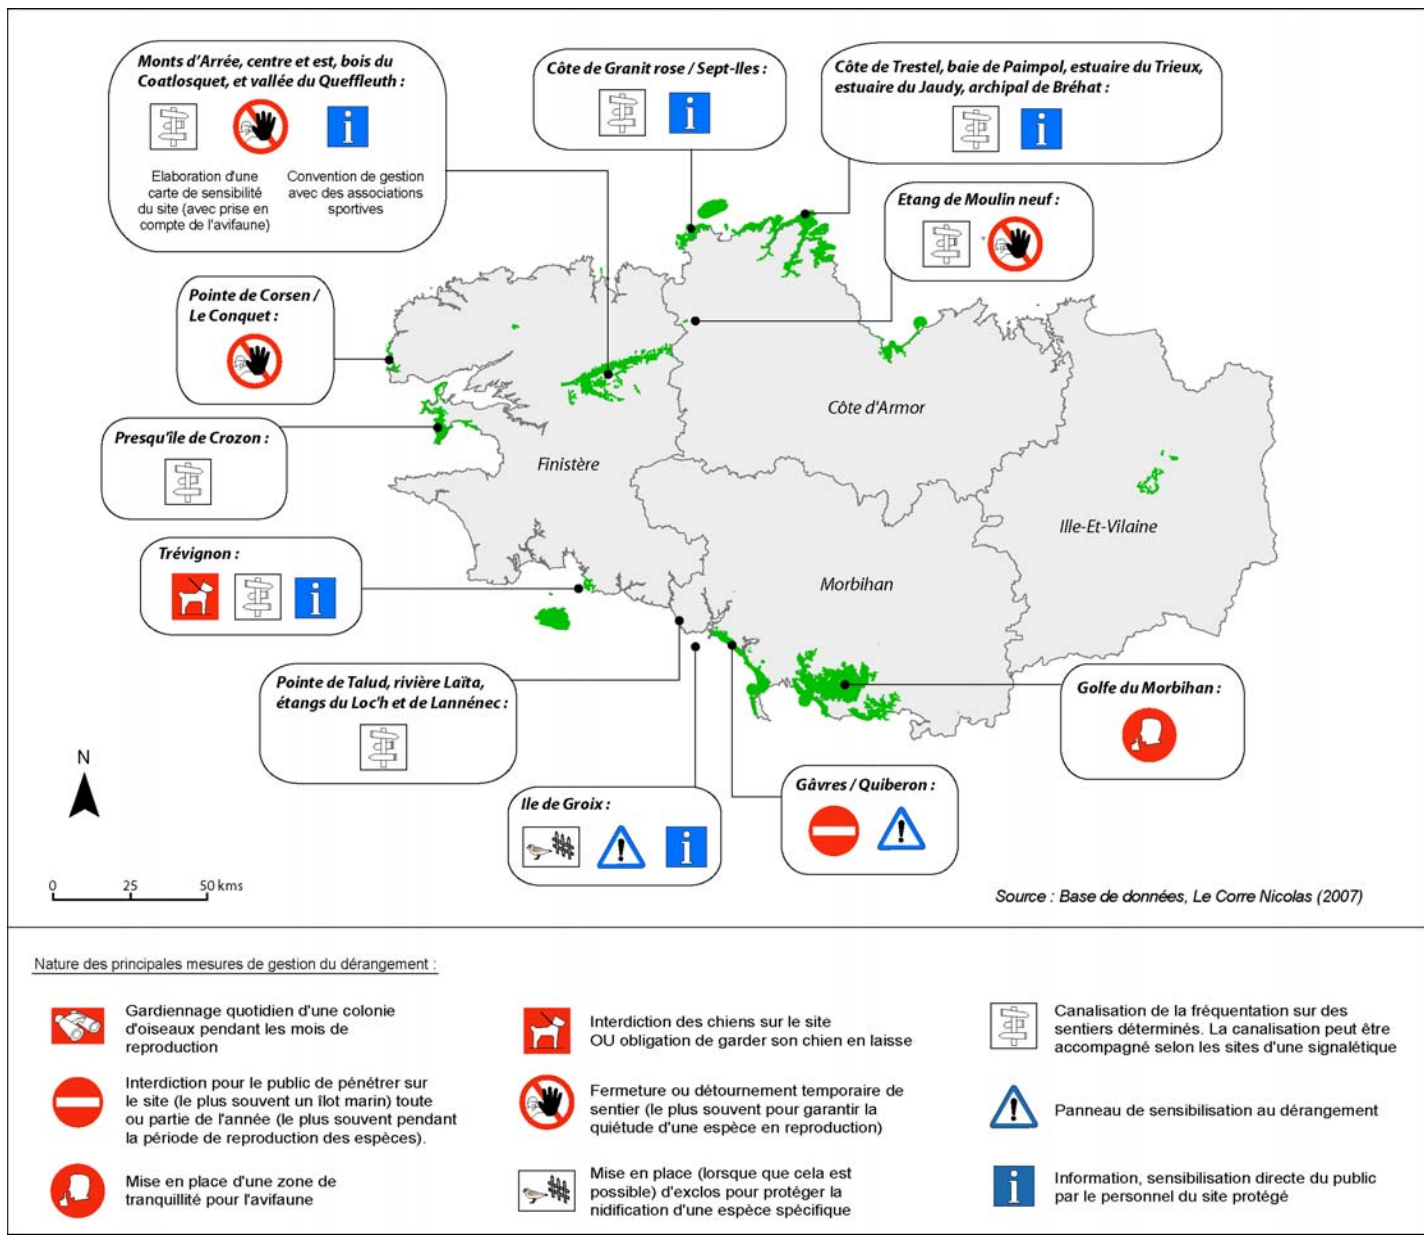 Monts d'Arrée, centre et est, bois du
Coatlosquet, et vallée du Queffleuth :
Elaboration d'une
carte de sensibilité
du site (avec prise en
compte de l'avifaune)
Convention de gestion
avec des associations
sportives
Côte de Granit rose / Sept-Iles :
Côte de Trestel, baie de Paimpol, estuaire du Trieux,
estuaire du Jaudy, archipal de Bréhat :
Etang de Moulin neuf :
Pointe de Corsen /
Le Conquet :
Presqu'île de Crozon :
Trévignon :
Pointe de Talud, rivière Laïta,
étangs du Loc'h et de Lannénec :
Ile de Groix :
Gâvres / Quiberon :
Golfe du Morbihan :
Finistère
Côte d'Armor
Ille-Et-Vilaine
Morbihan
N
0 25 50 kms
Source : Base de données, Le Corre Nicolas (2007)
Nature des principales mesures de gestion du dérangement :
Gardiennage quotidien d'une colonie
d'oiseaux pendant les mois de
reproduction
Interdiction pour le public de pénétrer sur
le site (le plus souvent un îlot marin) toute
ou partie de l'année (le plus souvent pendant
la période de reproduction des espèces).
Mise en place d'une zone de
tranquillité pour l'avifaune
Interdiction des chiens sur le site
OU obligation de garder son chien en laisse
Fermeture ou détournement temporaire de
sentier (le plus souvent pour garantir la
quiétude d'une espèce en reproduction)
Mise en place (lorsque que cela est
possible) d'exclos pour protéger la
nidification d'une espèce spécifique
Canalisation de la fréquentation sur des
sentiers déterminés. La canalisation peut être
accompagné selon les sites d'une signalétique
Panneau de sensibilisation au dérangement
Information, sensibilisation directe du public
par le personnel du site protégé